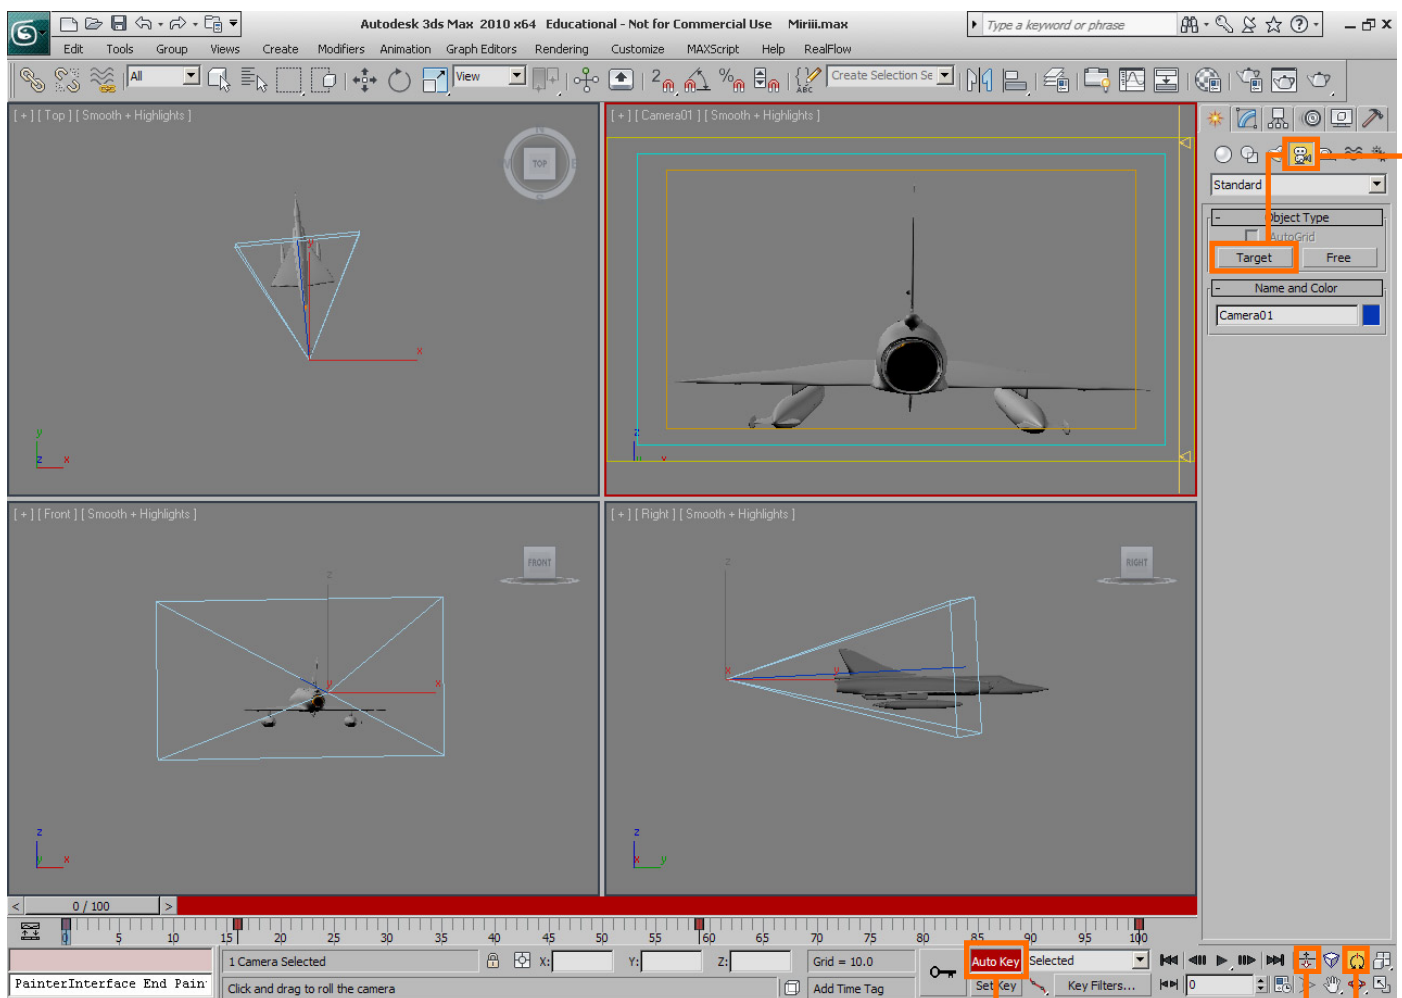 Autodesk 3ds Max 2010 x64 Educational - Not for Commercial Use Miriii.max
Type a keyword or phrase
Edit Tools Group Views Create Modifiers Animation Graph Editors Rendering Customize MAXScript Help RealFlow
All
View
2
%
ABC
Create Selection Se
[ + ] [ Top ] [ Smooth + Highlights ]
TOP
y
x
y
z x
[ + ] [ Camera01 ] [ Smooth + Highlights ]
z
x
Standard
Object Type
AutoGrid
Target Free
Name and Color
Camera01
[ + ] [ Front ] [ Smooth + Highlights ]
FRONT
z
y x
z
y x
[ + ] [ Right ] [ Smooth + Highlights ]
RIGHT
z
x y
z
x y
< 0 / 100 >
0 5 10 15 20 25 30 35 40 45 50 55 60 65 70 75 80 85 90 95 100
1 Camera Selected X: Y: Z: Grid = 10.0 Auto Key Selected
PainterInterface End Pain
Click and drag to roll the camera Add Time Tag Set Key Key Filters... 0